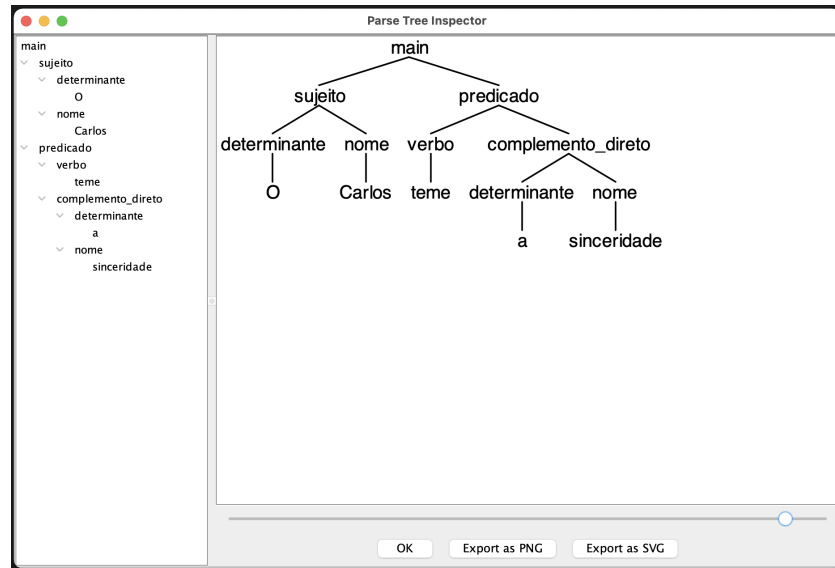 Parse Tree Inspector
main
sujeito
determinante
O
nome
Carlos
predicado
verbo
teme
complemento_direto
determinante
a
nome
sinceridade
main
sujeito predicado
determinante nome verbo complemento_direto
O Carlos teme determinante nome
a sinceridade
OK Export as PNG Export as SVG